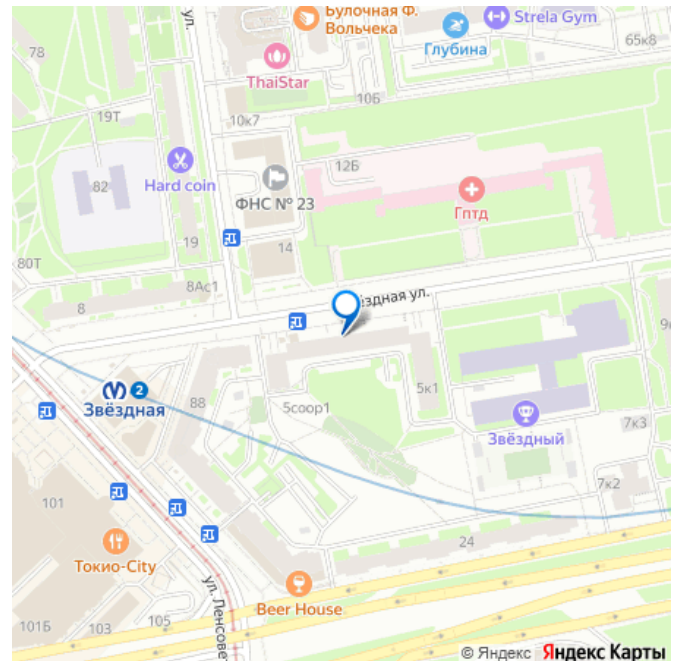 Булочная Ф.
Вольчека
Strela Gym
Глубина
78
ул.
65к8
ThaiStar
10Б
19Т
10к7
12Б
82
Hard coin
ФНС № 23
Гптд
19
14
80Т
8Ас1
8
ёздная ул.
9
2
Звёздная
88
5к1
5соор1
Звёздный
7к3
7к2
101
24
Токио-City
ул. Ленсовет
Beer House
101Б
103
105
© Яндекс Яндекс Карты